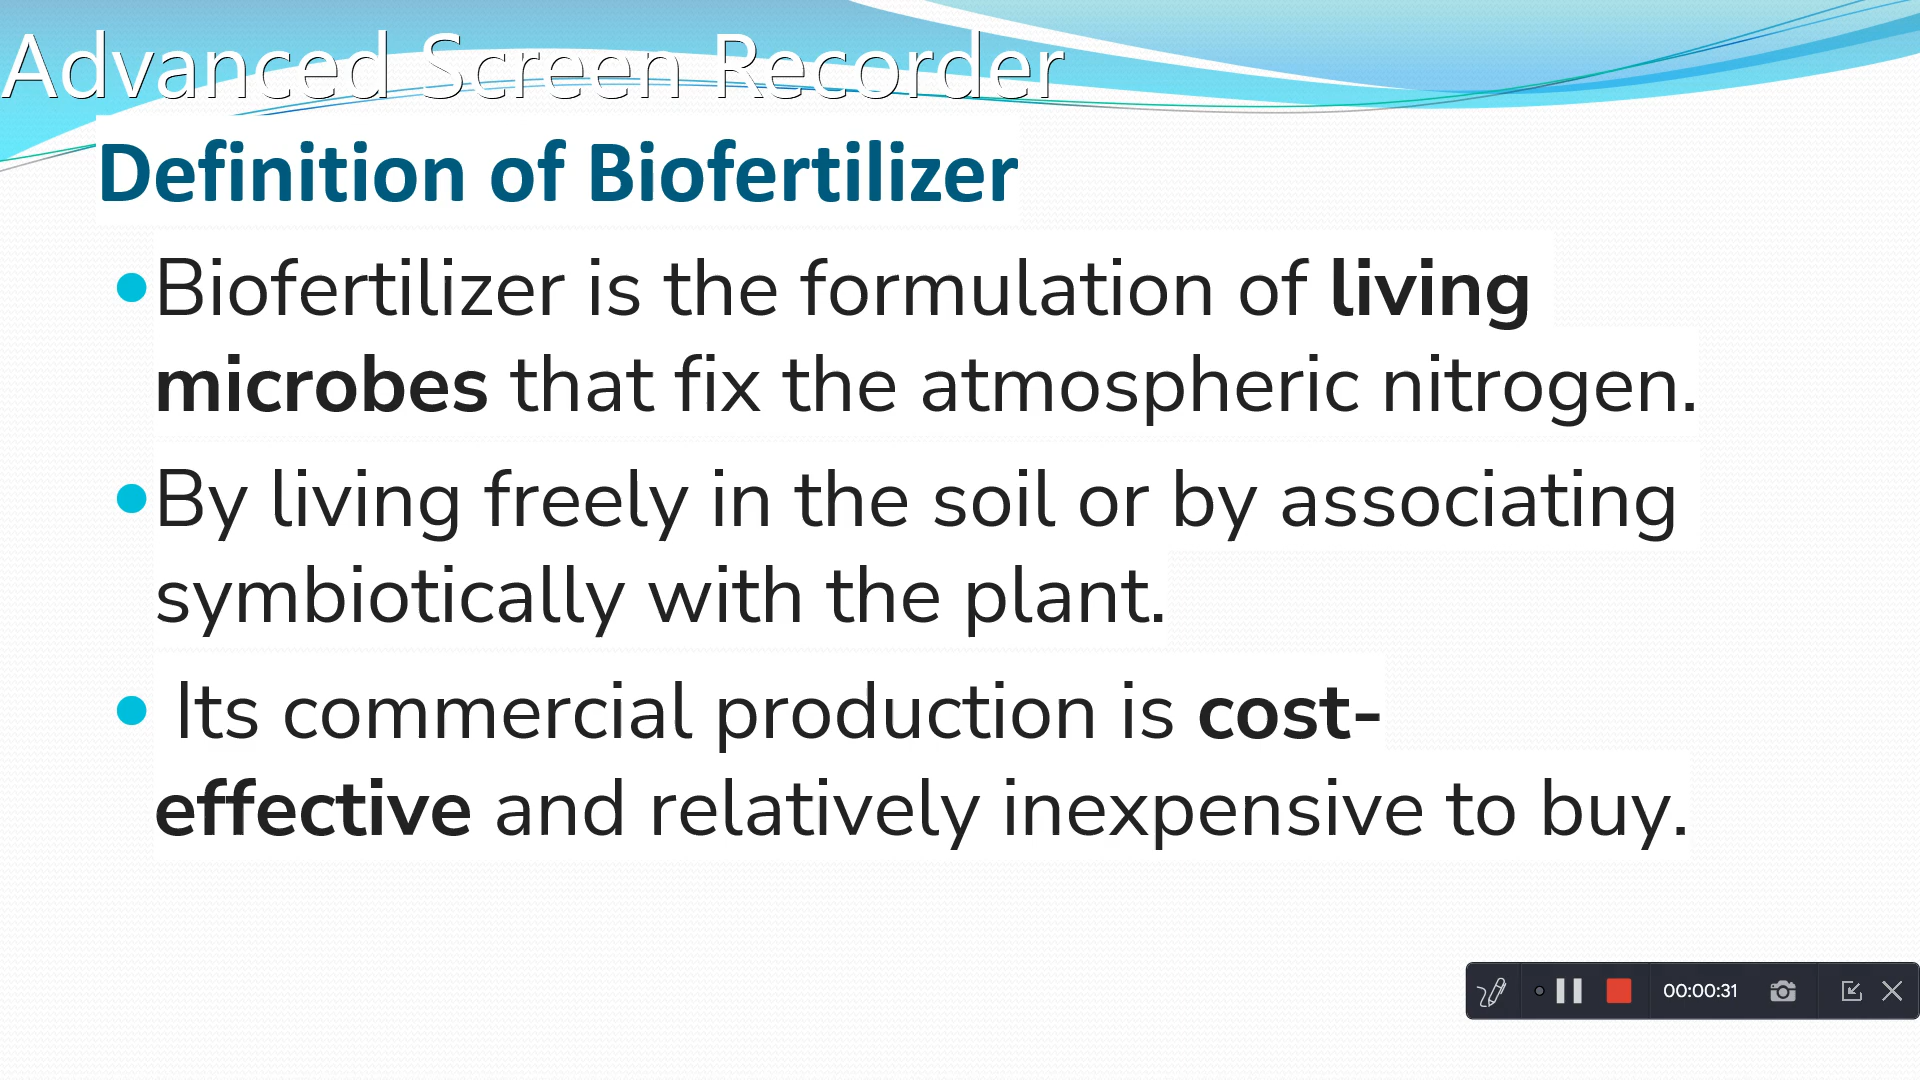 Advanced Screen Recorder
Definition of Biofertilizer
•Biofertilizer is the formulation of living
microbes that fix the atmospheric nitrogen.
•By living freely in the soil or by associating
symbiotically with the plant.
• Its commercial production is cost-
effective and relatively inexpensive to buy.
00:00:31